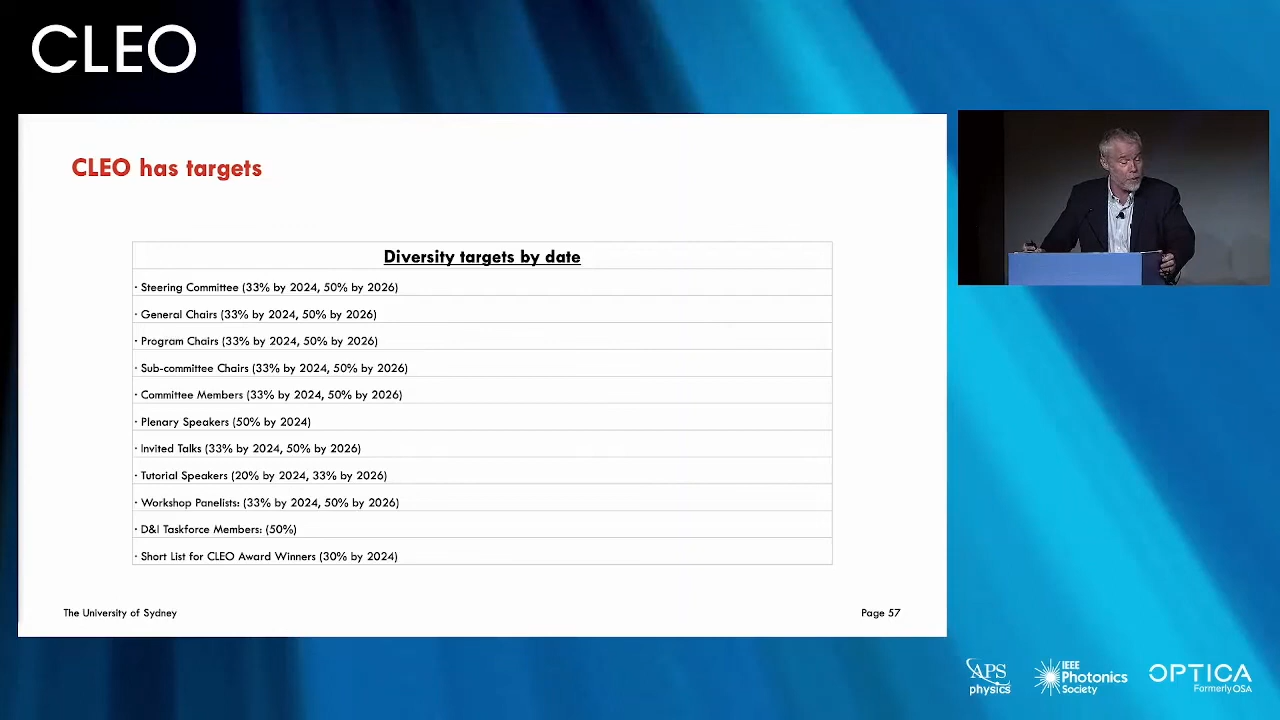 CLEO
CLEO has targets
Diversity targets by date
· Steering Committee (33% by 2024, 50% by 2026)
· General Chairs (33% by 2024, 50% by 2026)
· Program Chairs (33% by 2024, 50% by 2026)
· Sub-committee Chairs (33% by 2024, 50% by 2026)
· Committee Members (33% by 2024, 50% by 2026)
· Plenary Speakers (50% by 2024)
· Invited Talks (33% by 2024, 50% by 2026)
· Tutorial Speakers (20% by 2024, 33% by 2026)
· Workshop Panelists: (33% by 2024, 50% by 2026)
· D&I Taskforce Members: (50%)
· Short List for CLEO Award Winners (30% by 2024)
The University of Sydney
Page 57
APS
physics
IEEE
Photonics
Society
OPTICA
Formerly OSA